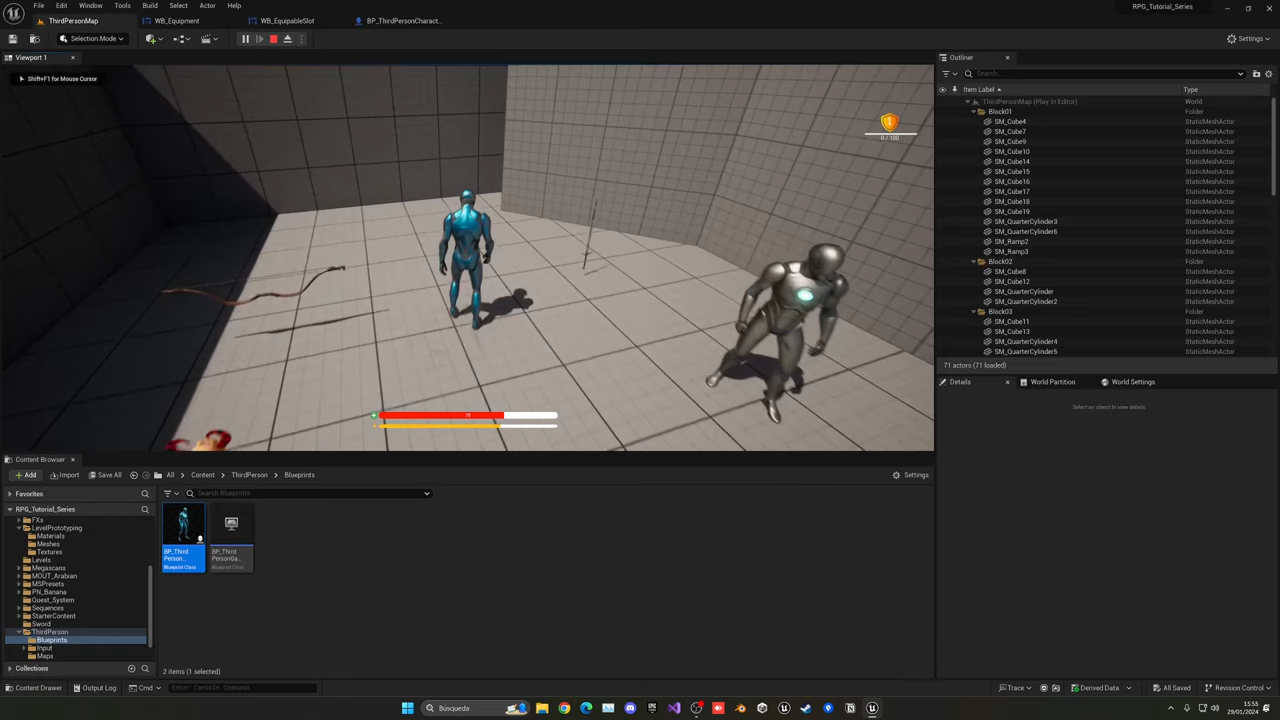 File Edit Window Tools Build Select Actor Help
RPG_Tutorial_Series
ThirdPersonMap WB_Equipment WB_EquipableSlot BP_ThirdPersonCharact...
Selection Mode
Settings
Viewport 1
Shift+F1 for Mouse Cursor
1
0 / 100
70
Outliner
Search...
Item Label Type
ThirdPersonMap (Play In Editor) World
Block01 Folder
SM_Cube4 StaticMeshActor
SM_Cube7 StaticMeshActor
SM_Cube9 StaticMeshActor
SM_Cube10 StaticMeshActor
SM_Cube14 StaticMeshActor
SM_Cube15 StaticMeshActor
SM_Cube16 StaticMeshActor
SM_Cube17 StaticMeshActor
SM_Cube18 StaticMeshActor
SM_Cube19 StaticMeshActor
SM_QuarterCylinder3 StaticMeshActor
SM_QuarterCylinder6 StaticMeshActor
SM_Ramp2 StaticMeshActor
SM_Ramp3 StaticMeshActor
Block02 Folder
SM_Cube8 StaticMeshActor
SM_Cube12 StaticMeshActor
SM_QuarterCylinder StaticMeshActor
SM_QuarterCylinder2 StaticMeshActor
Block03 Folder
SM_Cube11 StaticMeshActor
SM_Cube13 StaticMeshActor
SM_QuarterCylinder4 StaticMeshActor
SM_QuarterCylinder5 StaticMeshActor
71 actors (71 loaded)
Details World Partition World Settings
Select an object to view details.
Content Browser
Add Import Save All All Content ThirdPerson Blueprints Settings
Favorites
Search Blueprints
RPG_Tutorial_Series
FXs
LevelPrototyping
Materials
Meshes
Textures
Levels
Megascans
MOUT_Arabian
MSPresets
PN_Banana
Quest_System
Sequences
StarterContent
Sword
ThirdPerson
Blueprints
Input
Maps
BP_Third
Person...
Blueprint Class
BP_Third
PersonGa...
Blueprint Class
Collections
2 items (1 selected)
Content Drawer Output Log Cmd Enter Console Command Trace Derived Data All Saved Revision Control
Búsqueda
15:55
29/01/2024